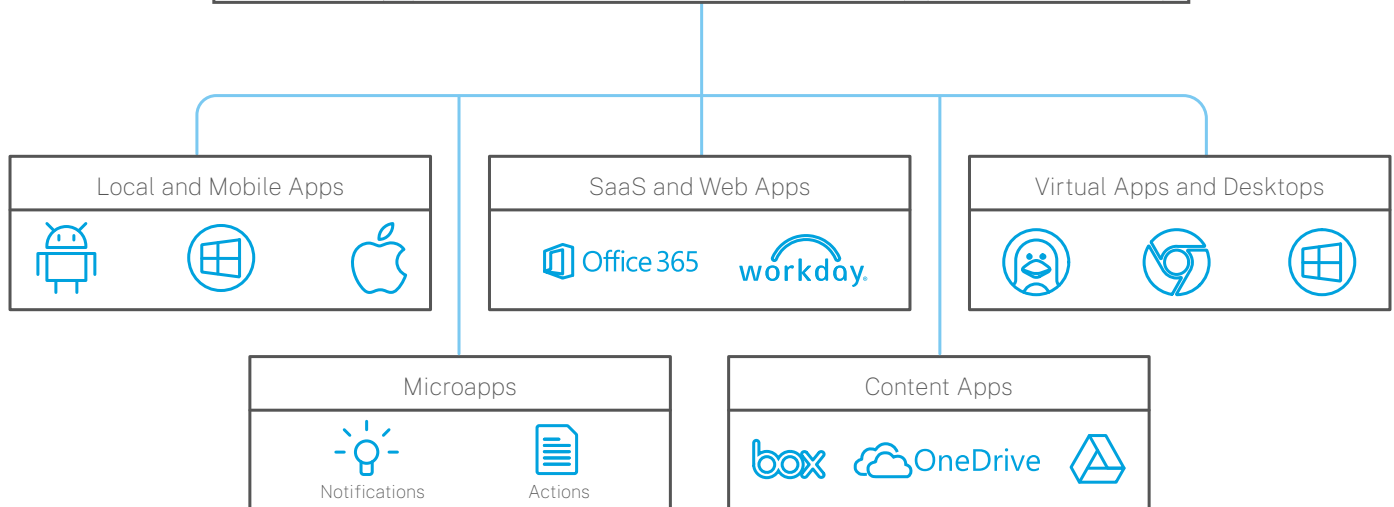 Local and Mobile Apps
SaaS and Web Apps
Virtual Apps and Desktops
Office 365
workday.
Microapps
Content Apps
box
OneDrive
Notifications
Actions